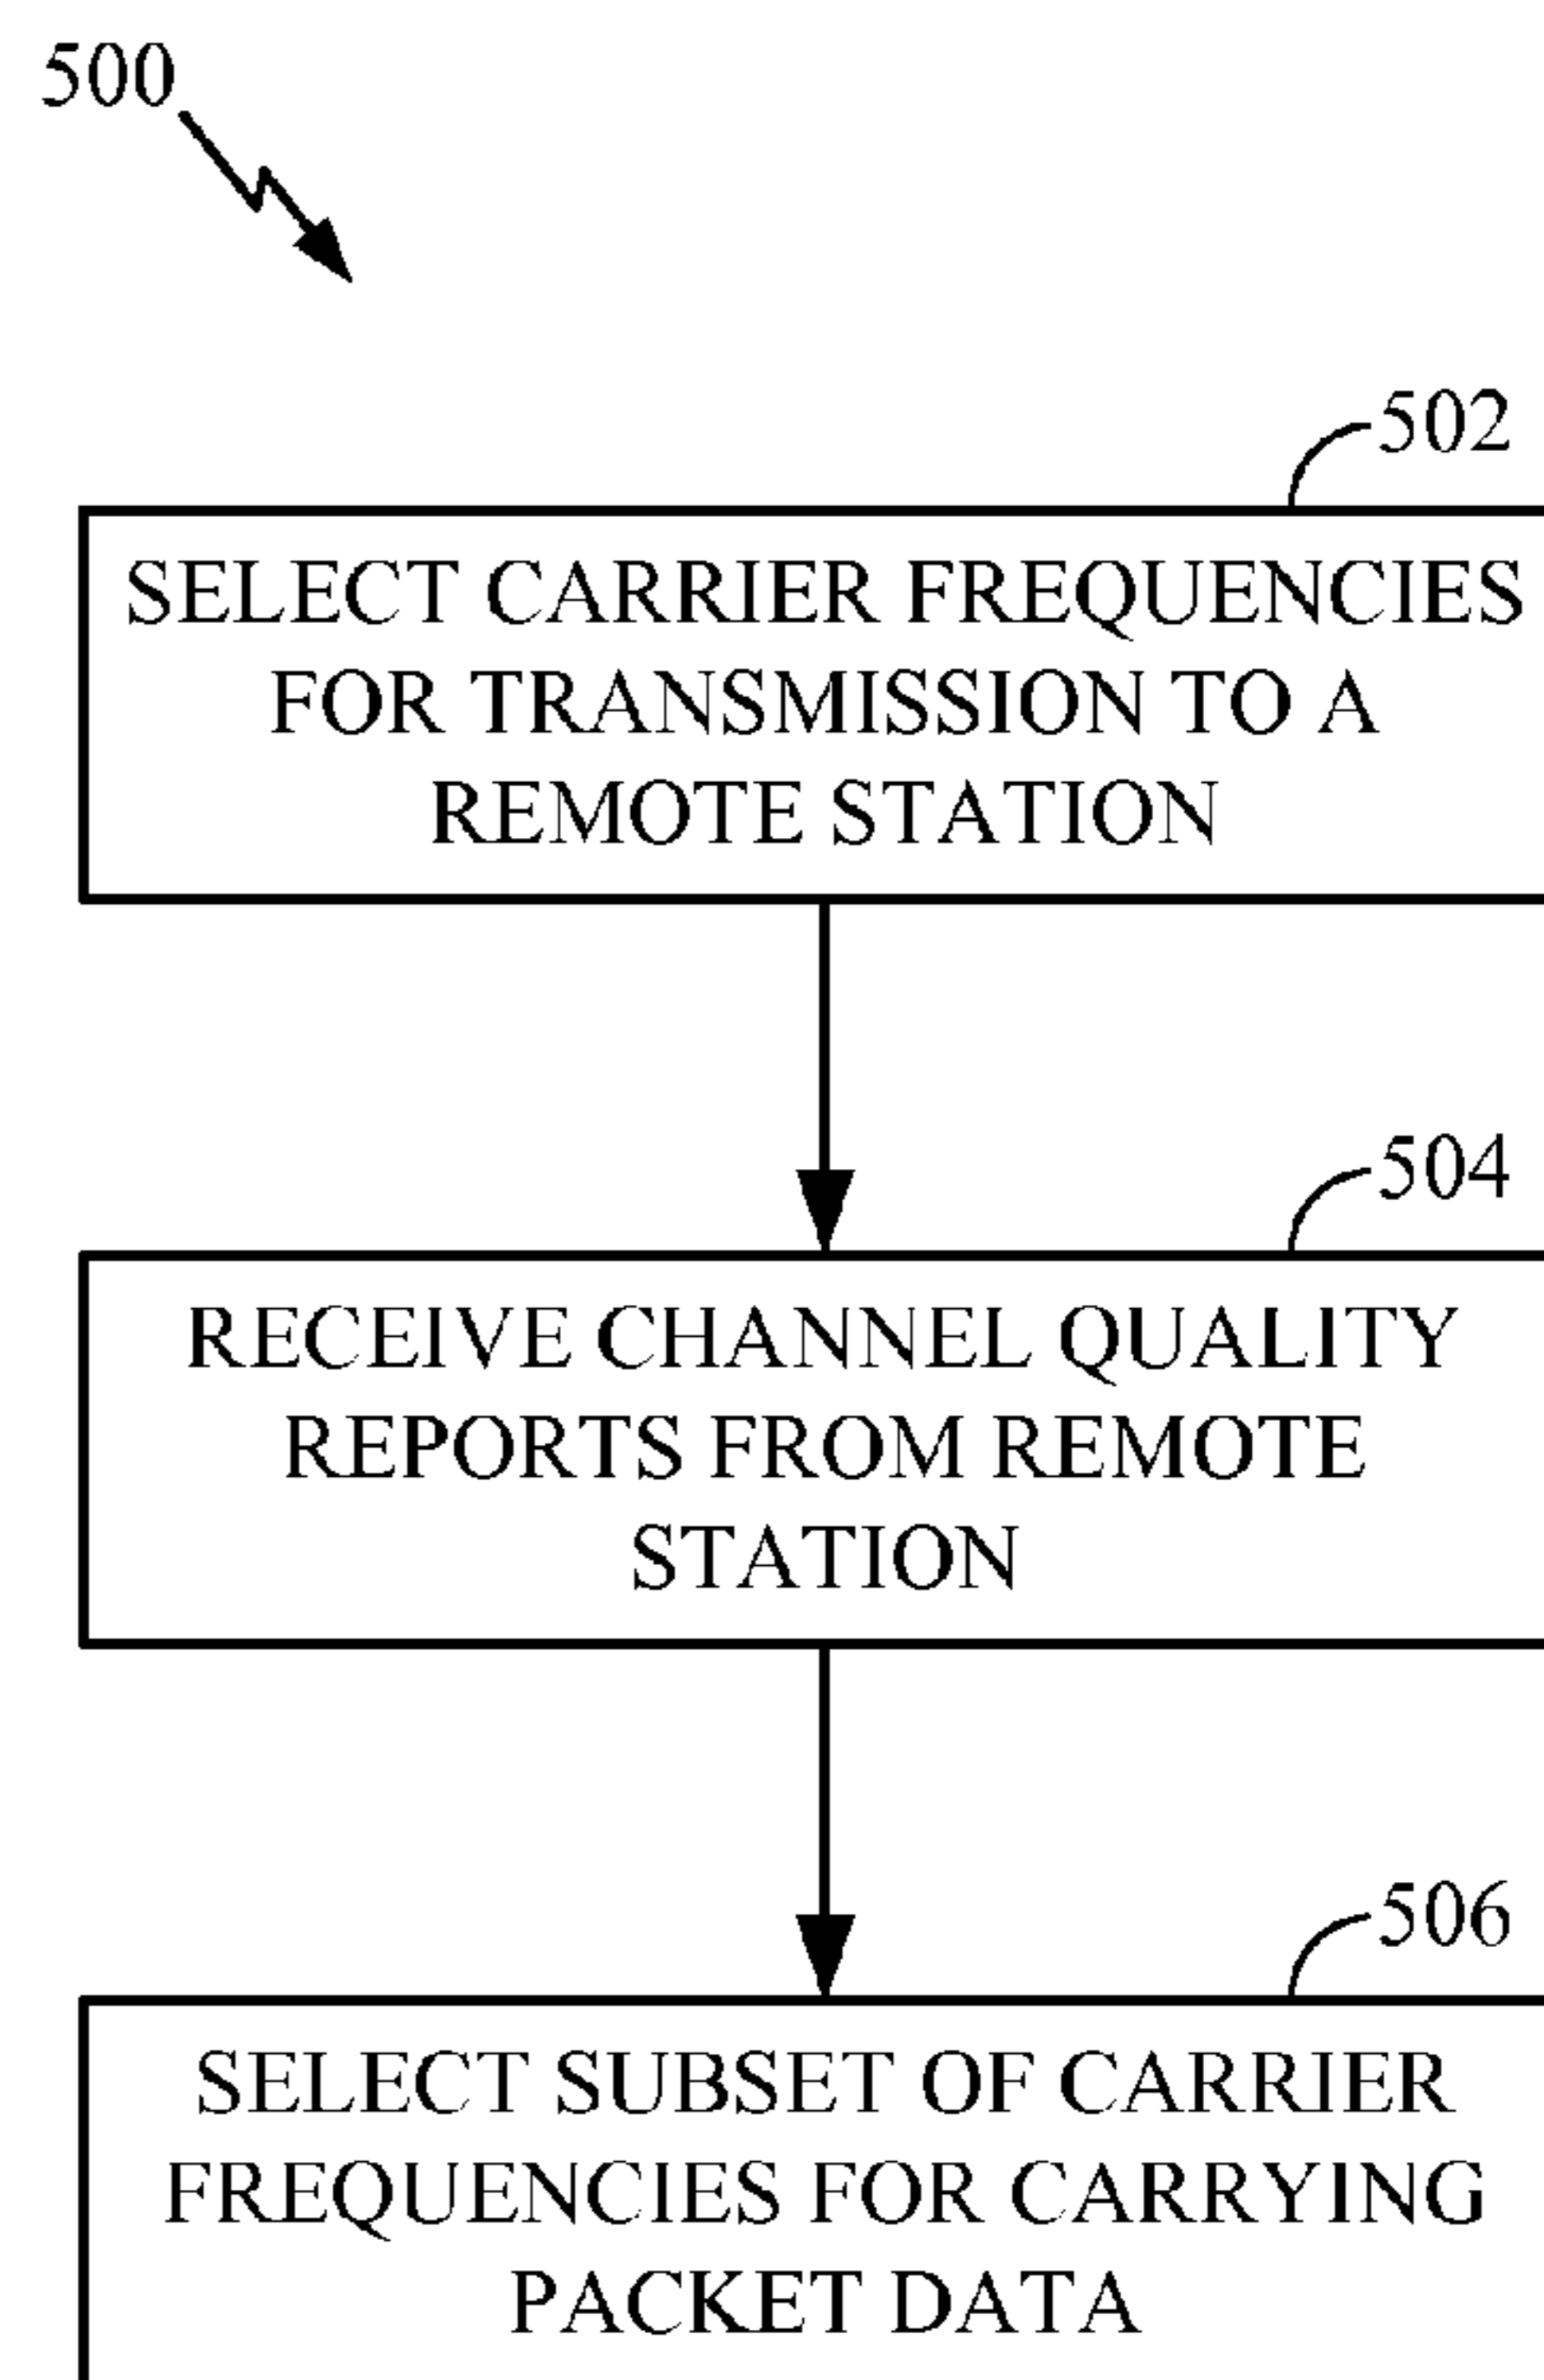 500
502
SELECT CARRIER FREQUENCIES
FOR TRANSMISSION TO A
REMOTE STATION
504
RECEIVE CHANNEL QUALITY
REPORTS FROM REMOTE
STATION
506
SELECT SUBSET OF CARRIER
FREQUENCIES FOR CARRYING
PACKET DATA